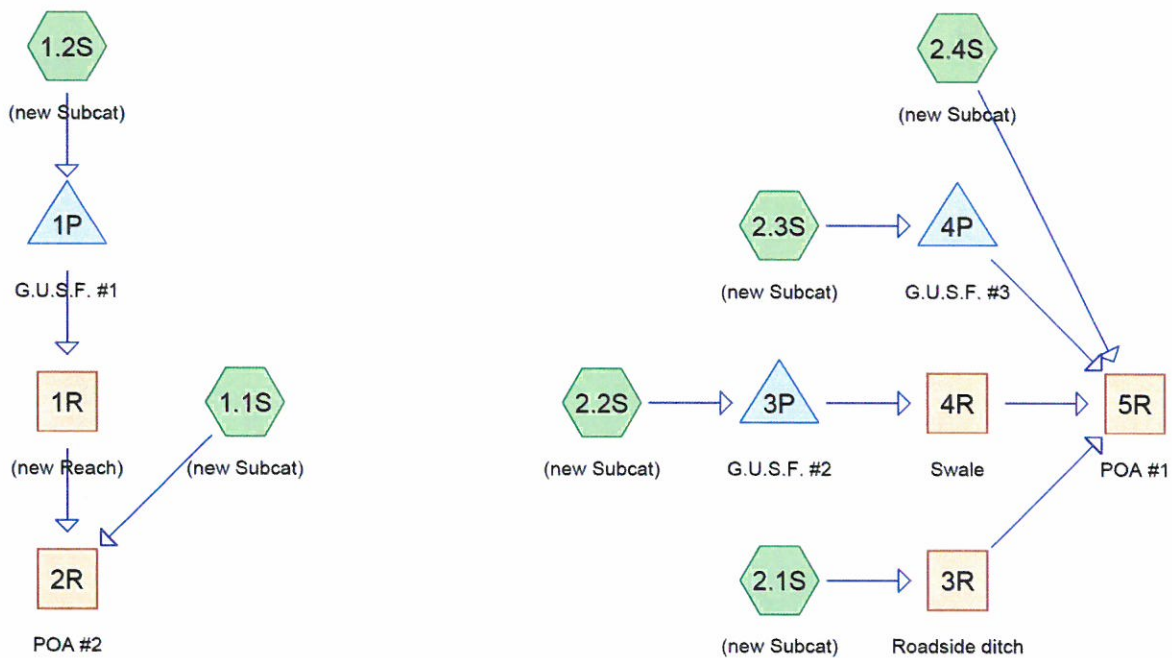 1.2S
(new Subcat)
1P
G.U.S.F. #1
1R
(new Reach)
1.1S
(new Subcat)
2R
POA #2
2.4S
(new Subcat)
2.3S
(new Subcat)
4P
G.U.S.F. #3
2.2S
(new Subcat)
3P
G.U.S.F. #2
4R
Swale
5R
POA #1
2.1S
(new Subcat)
3R
Roadside ditch